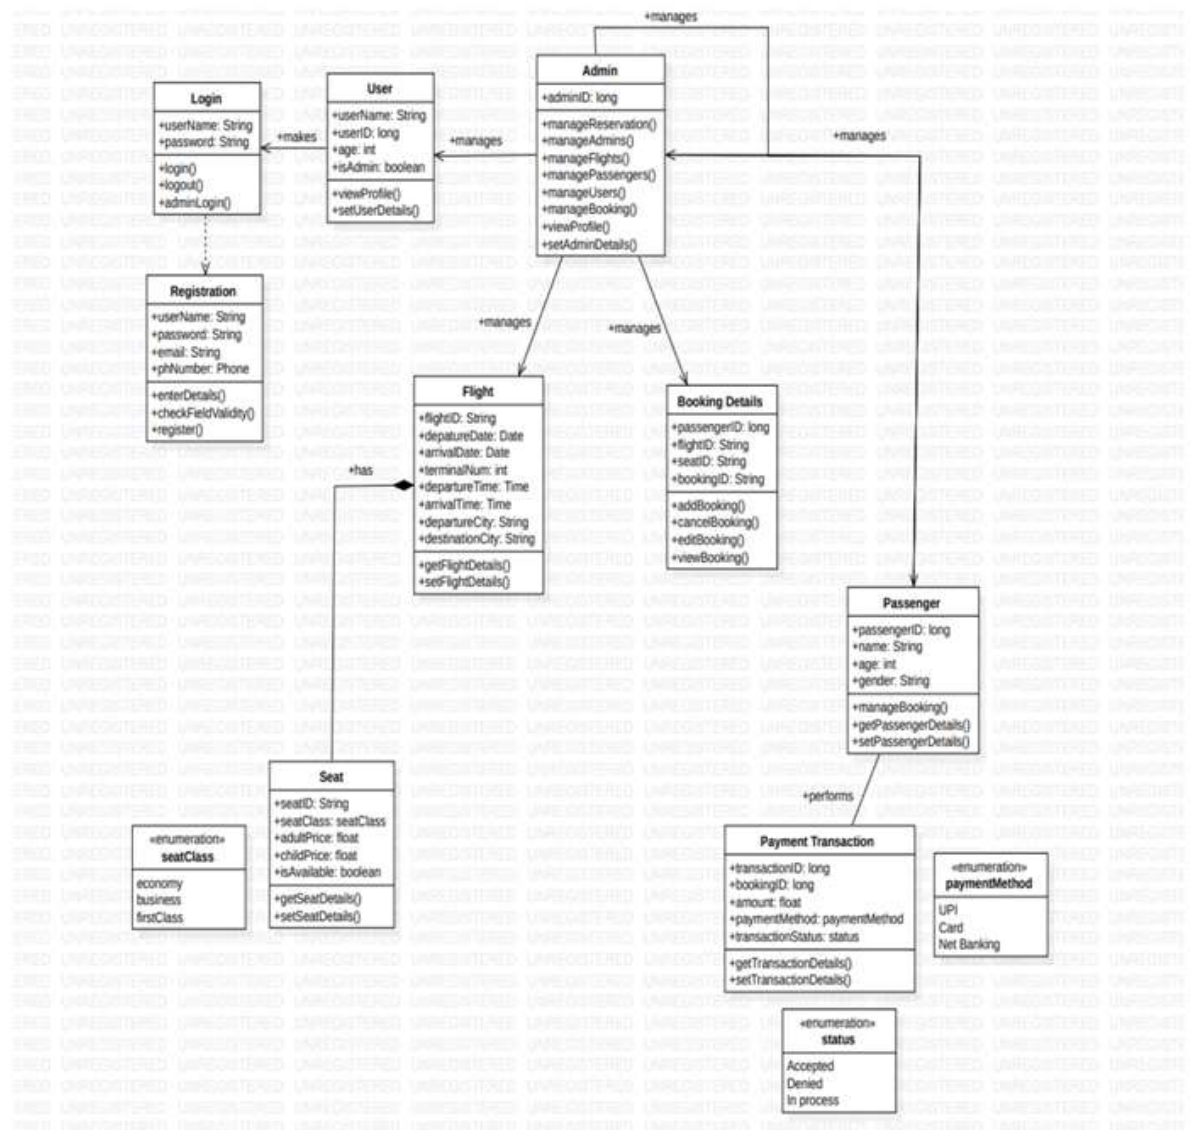 +manages
Admin
+adminID: long
+manageReservation()
+manageAdmins()
+manageFlights()
+managePassengers()
+manageUsers()
+manageBooking()
+viewProfile()
+setAdminDetails()
User
+userName: String
+userID: long
+age: int
+isAdmin: boolean
+viewProfile()
+setUserDetails()
Login
+userName: String
+password: String
+login()
+logout()
+adminLogin()
+makes
+manages
+manages
Registration
+userName: String
+password: String
+email: String
+phNumber: Phone
+enterDetails()
+checkFieldValidity()
+register()
+manages
+manages
Flight
+flightID: String
+depatureDate: Date
+arrivalDate: Date
+terminalNum: int
+departureTime: Time
+arrivalTime: Time
+departureCity: String
+destinationCity: String
+getFlightDetails()
+setFlightDetails()
+has
Booking Details
+passengerID: long
+flightID: String
+seatID: String
+bookingID: String
+addBooking()
+cancelBooking()
+editBooking()
+viewBooking()
Passenger
+passengerID: long
+name: String
+age: int
+gender: String
+manageBooking()
+getPassengerDetails()
+setPassengerDetails()
+performs
Seat
+seatID: String
+seatClass: seatClass
+adultPrice: float
+childPrice: float
+isAvailable: boolean
+getSeatDetails()
+setSeatDetails()
«enumeration»
seatClass
economy
business
firstClass
Payment Transaction
+transactionID: long
+bookingID: long
+amount: float
+paymentMethod: paymentMethod
+transactionStatus: status
+getTransactionDetails()
+setTransactionDetails()
«enumeration»
paymentMethod
UPI
Card
Net Banking
«enumeration»
status
Accepted
Denied
In process